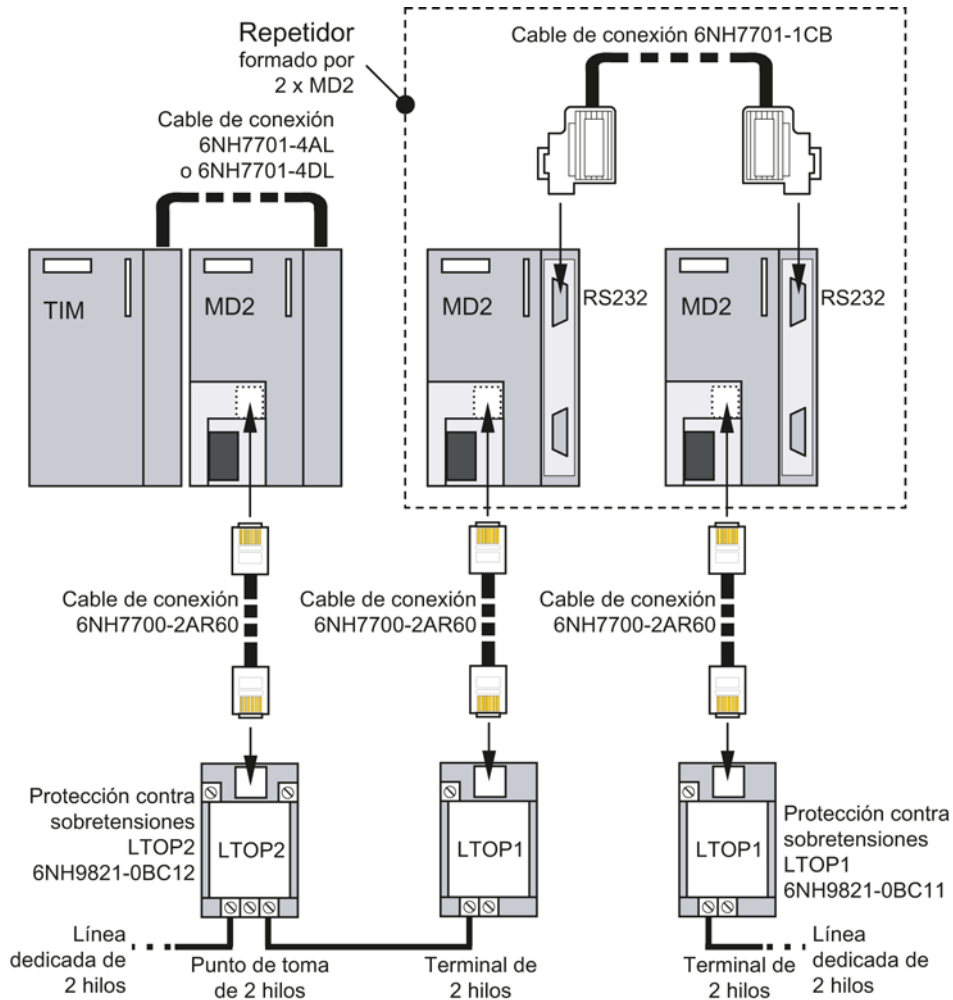 Repetidor
formado por
2 x MD2
Cable de conexión 6NH7701-1CB
Cable de conexión
6NH7701-4AL
o 6NH7701-4DL
TIM
MD2
MD2
RS232
MD2
RS232
Cable de conexión
6NH7700-2AR60
Cable de conexión
6NH7700-2AR60
Cable de conexión
6NH7700-2AR60
Protección contra
sobretensiones
LTOP2
6NH9821-0BC12
LTOP2
LTOP1
LTOP1
Protección contra
sobretensiones
LTOP1
6NH9821-0BC11
Línea
dedicada de
2 hilos
Punto de toma
de 2 hilos
Terminal de
2 hilos
Terminal de
2 hilos
Línea
dedicada de
2 hilos